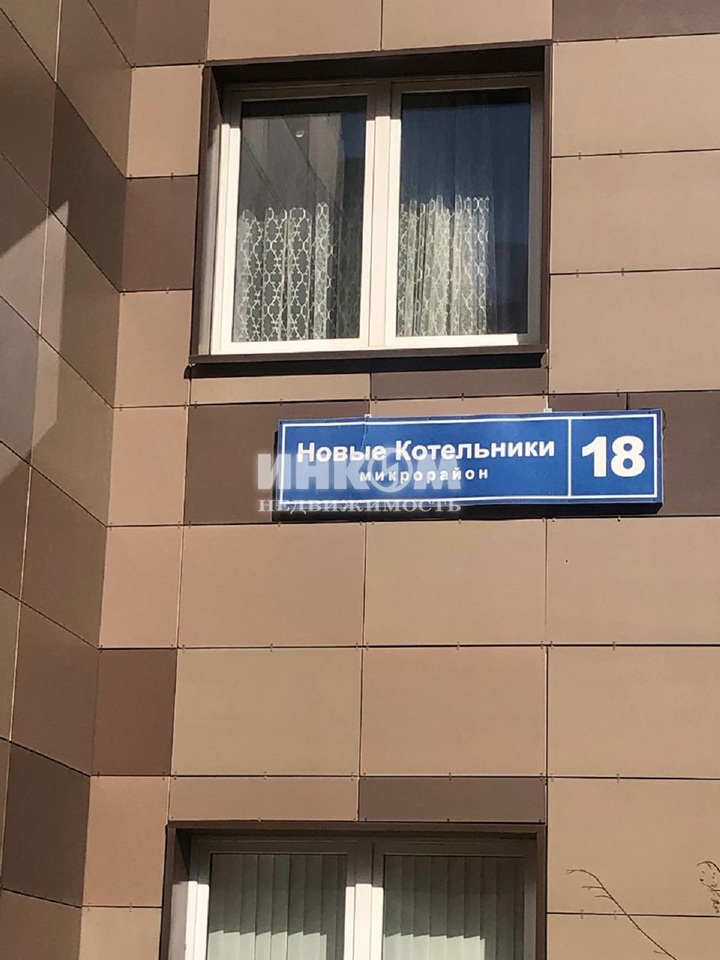 Новые Котельники
микрорайон
18
ИНКОМ
недвижимость